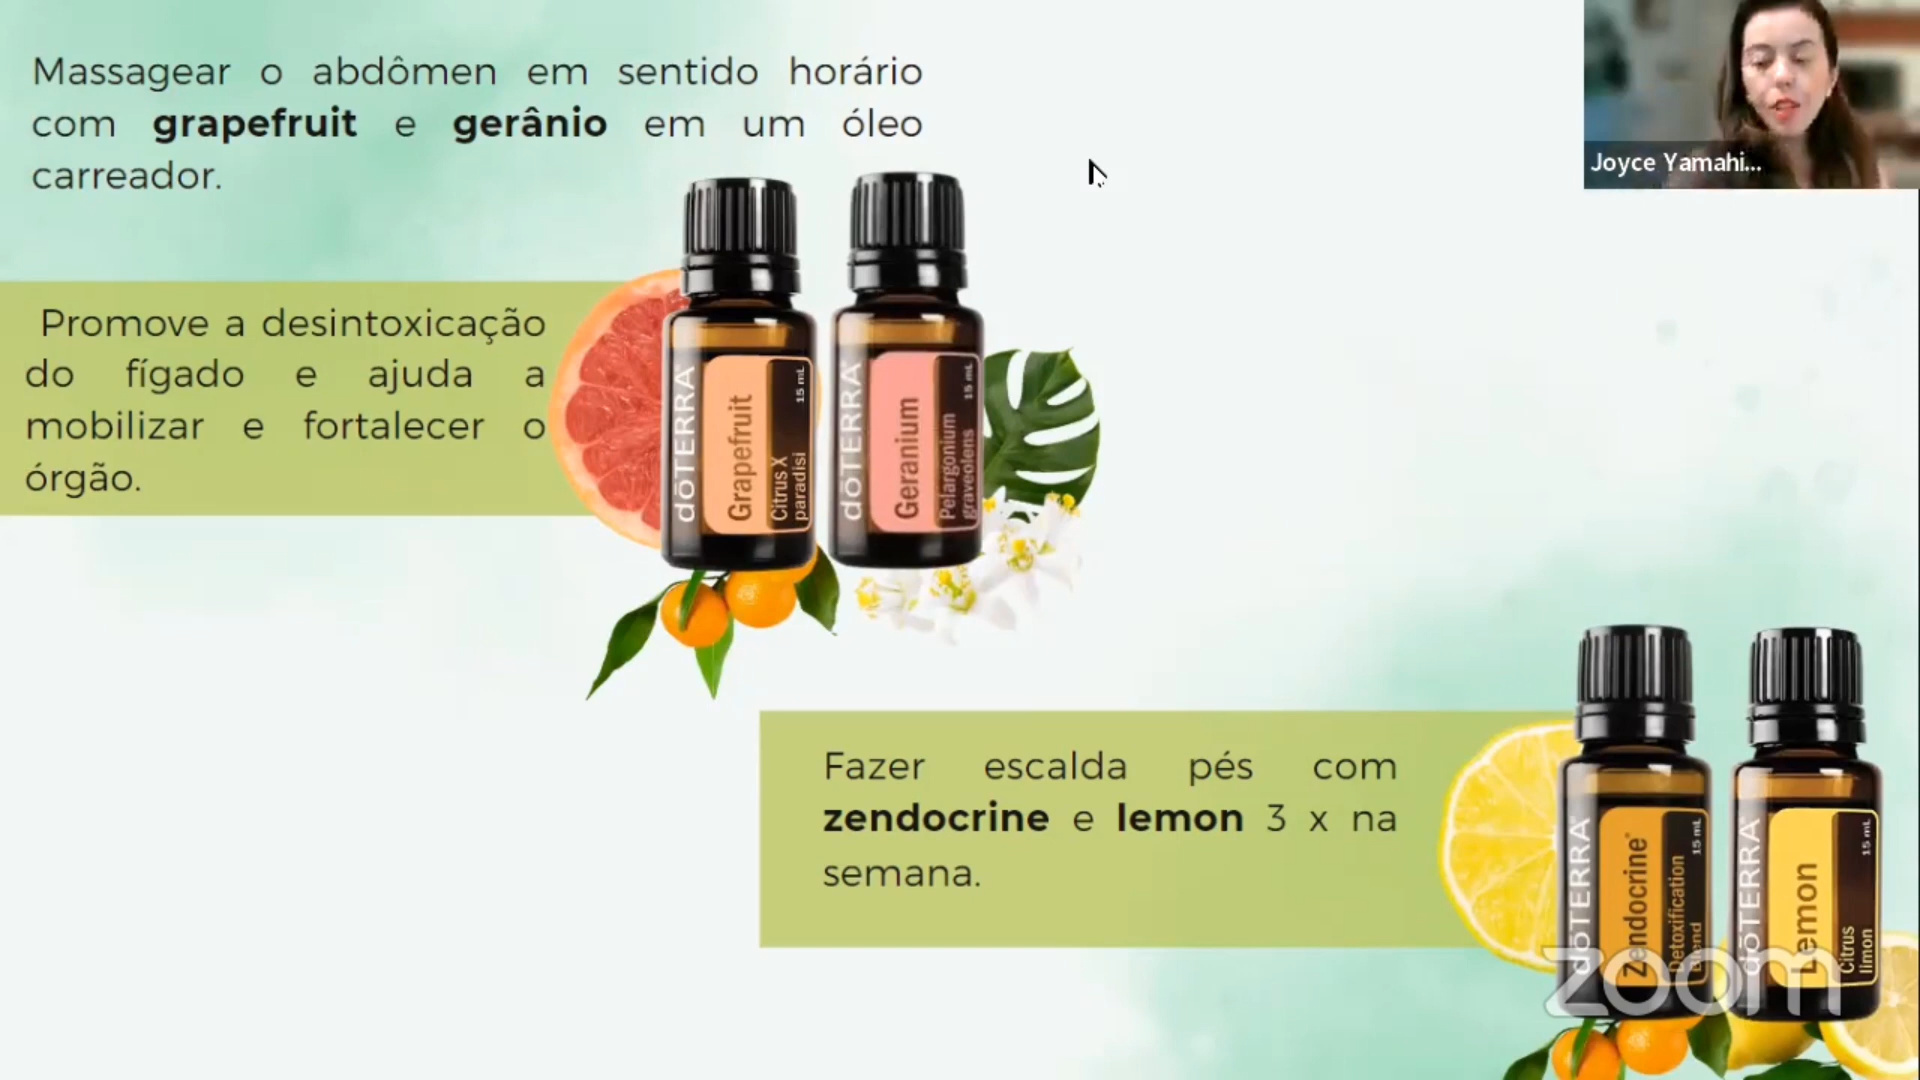 Massagear o abdômen em sentido horário
com grapefruit e gerânio em um óleo
carreador.
Joyce Yamahi...
Promove a desintoxicação
do fígado e ajuda a
mobilizar e fortalecer o
órgão.
dōTERRA
Grapefruit
Citrus X
paradisi
15 mL
dōTERRA
Geranium
Pelargonium
graveolens
15 mL
Fazer escalda pés com
zendocrine e lemon 3 x na
semana.
dōTERRA
Zendocrine
Detoxification
Blend
15 mL
dōTERRA
Lemon
Citrus
limon
15 mL
zoom